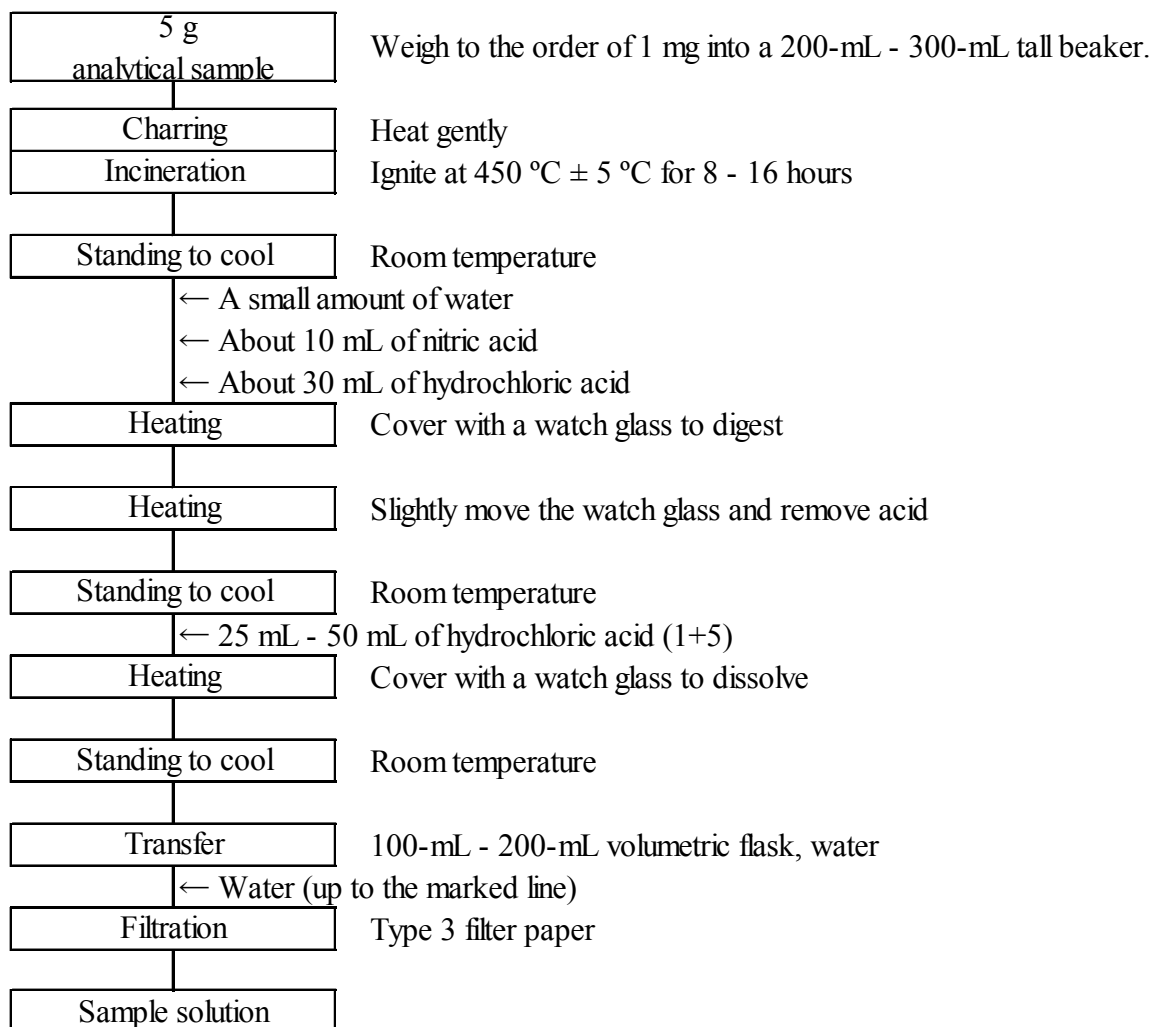 5 g
analytical sample
Weigh to the order of 1 mg into a 200-mL - 300-mL tall beaker.
Charring
Heat gently
Incineration
Ignite at 450 ºC ± 5 ºC for 8 - 16 hours
Standing to cool
Room temperature
← A small amount of water
← About 10 mL of nitric acid
← About 30 mL of hydrochloric acid
Heating
Cover with a watch glass to digest
Heating
Slightly move the watch glass and remove acid
Standing to cool
Room temperature
← 25 mL - 50 mL of hydrochloric acid (1+5)
Heating
Cover with a watch glass to dissolve
Standing to cool
Room temperature
Transfer
100-mL - 200-mL volumetric flask, water
← Water (up to the marked line)
Filtration
Type 3 filter paper
Sample solution